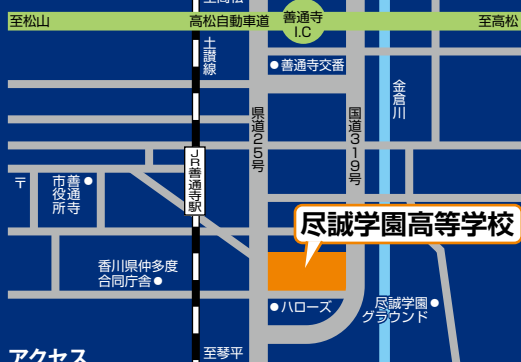 至高松
至松山
高松自動車道
善通寺
I.C
至高松
土讃線
善通寺交番
金倉川
県道25号
国道319号
JR善通寺駅
〒
善通寺
市役所
尽誠学園高等学校
香川県仲多度
合同庁舎
ハローズ
尽誠学園
グラウンド
アクセス
至琴平